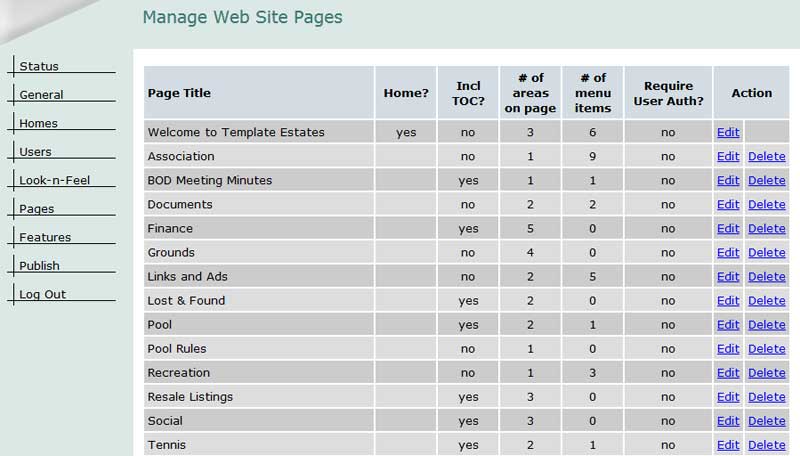 Manage Web Site Pages
Status
General
Homes
Users
Look-n-Feel
Pages
Features
Publish
Log Out
Page Title Home? Incl TOC? # of areas on page # of menu items Require User Auth? Action
Welcome to Template Estates yes no 3 6 no Edit
Association no 1 9 no Edit Delete
BOD Meeting Minutes yes 1 1 no Edit Delete
Documents no 2 2 no Edit Delete
Finance yes 5 0 no Edit Delete
Grounds no 4 0 no Edit Delete
Links and Ads no 2 5 no Edit Delete
Lost & Found yes 2 0 no Edit Delete
Pool yes 2 1 no Edit Delete
Pool Rules no 1 0 no Edit Delete
Recreation no 1 3 no Edit Delete
Resale Listings yes 3 0 no Edit Delete
Social yes 3 0 no Edit Delete
Tennis yes 2 1 no Edit Delete